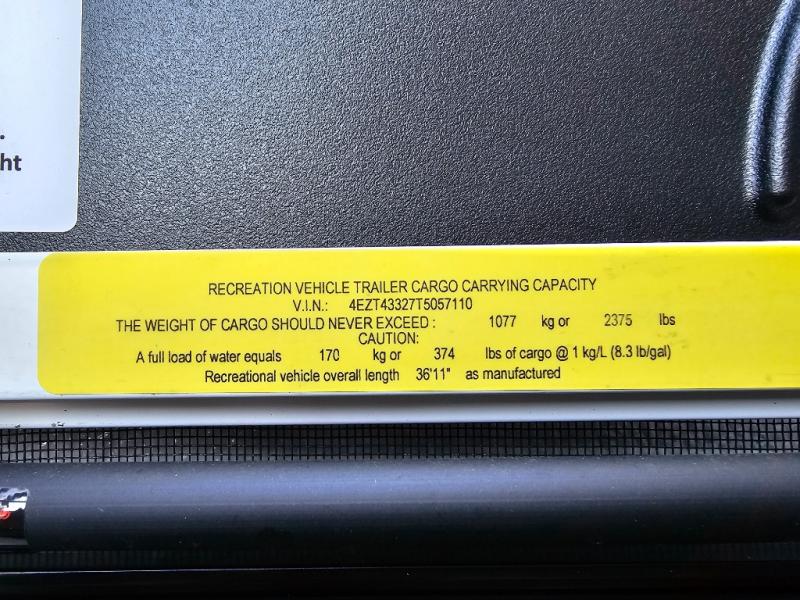 .
ht
RECREATION VEHICLE TRAILER CARGO CARRYING CAPACITY
V.I.N.: 4EZT43327T5057110
THE WEIGHT OF CARGO SHOULD NEVER EXCEED : 1077 kg or 2375 lbs
CAUTION:
A full load of water equals 170 kg or 374 lbs of cargo @ 1 kg/L (8.3 lb/gal)
Recreational vehicle overall length 36'11" as manufactured